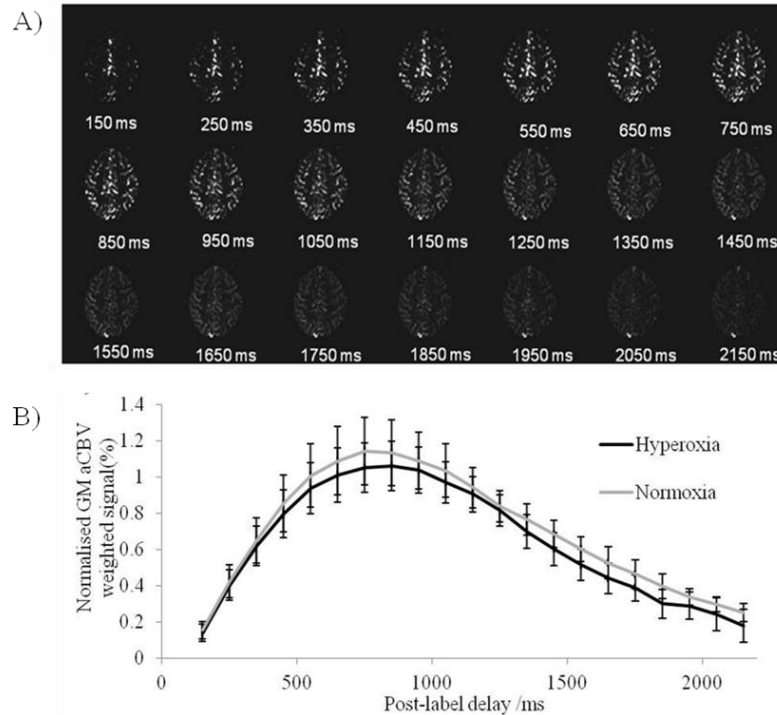 A)
150 ms 250 ms 350 ms 450 ms 550 ms 650 ms 750 ms
850 ms 950 ms 1050 ms 1150 ms 1250 ms 1350 ms 1450 ms
1550 ms 1650 ms 1750 ms 1850 ms 1950 ms 2050 ms 2150 ms
B)
Normalised GM aCBV
weighted signal(%)
1.4
1.2
1
0.8
0.6
0.4
0.2
0
Hyperoxia
Normoxia
0 500 1000 1500 2000
Post-label delay /ms